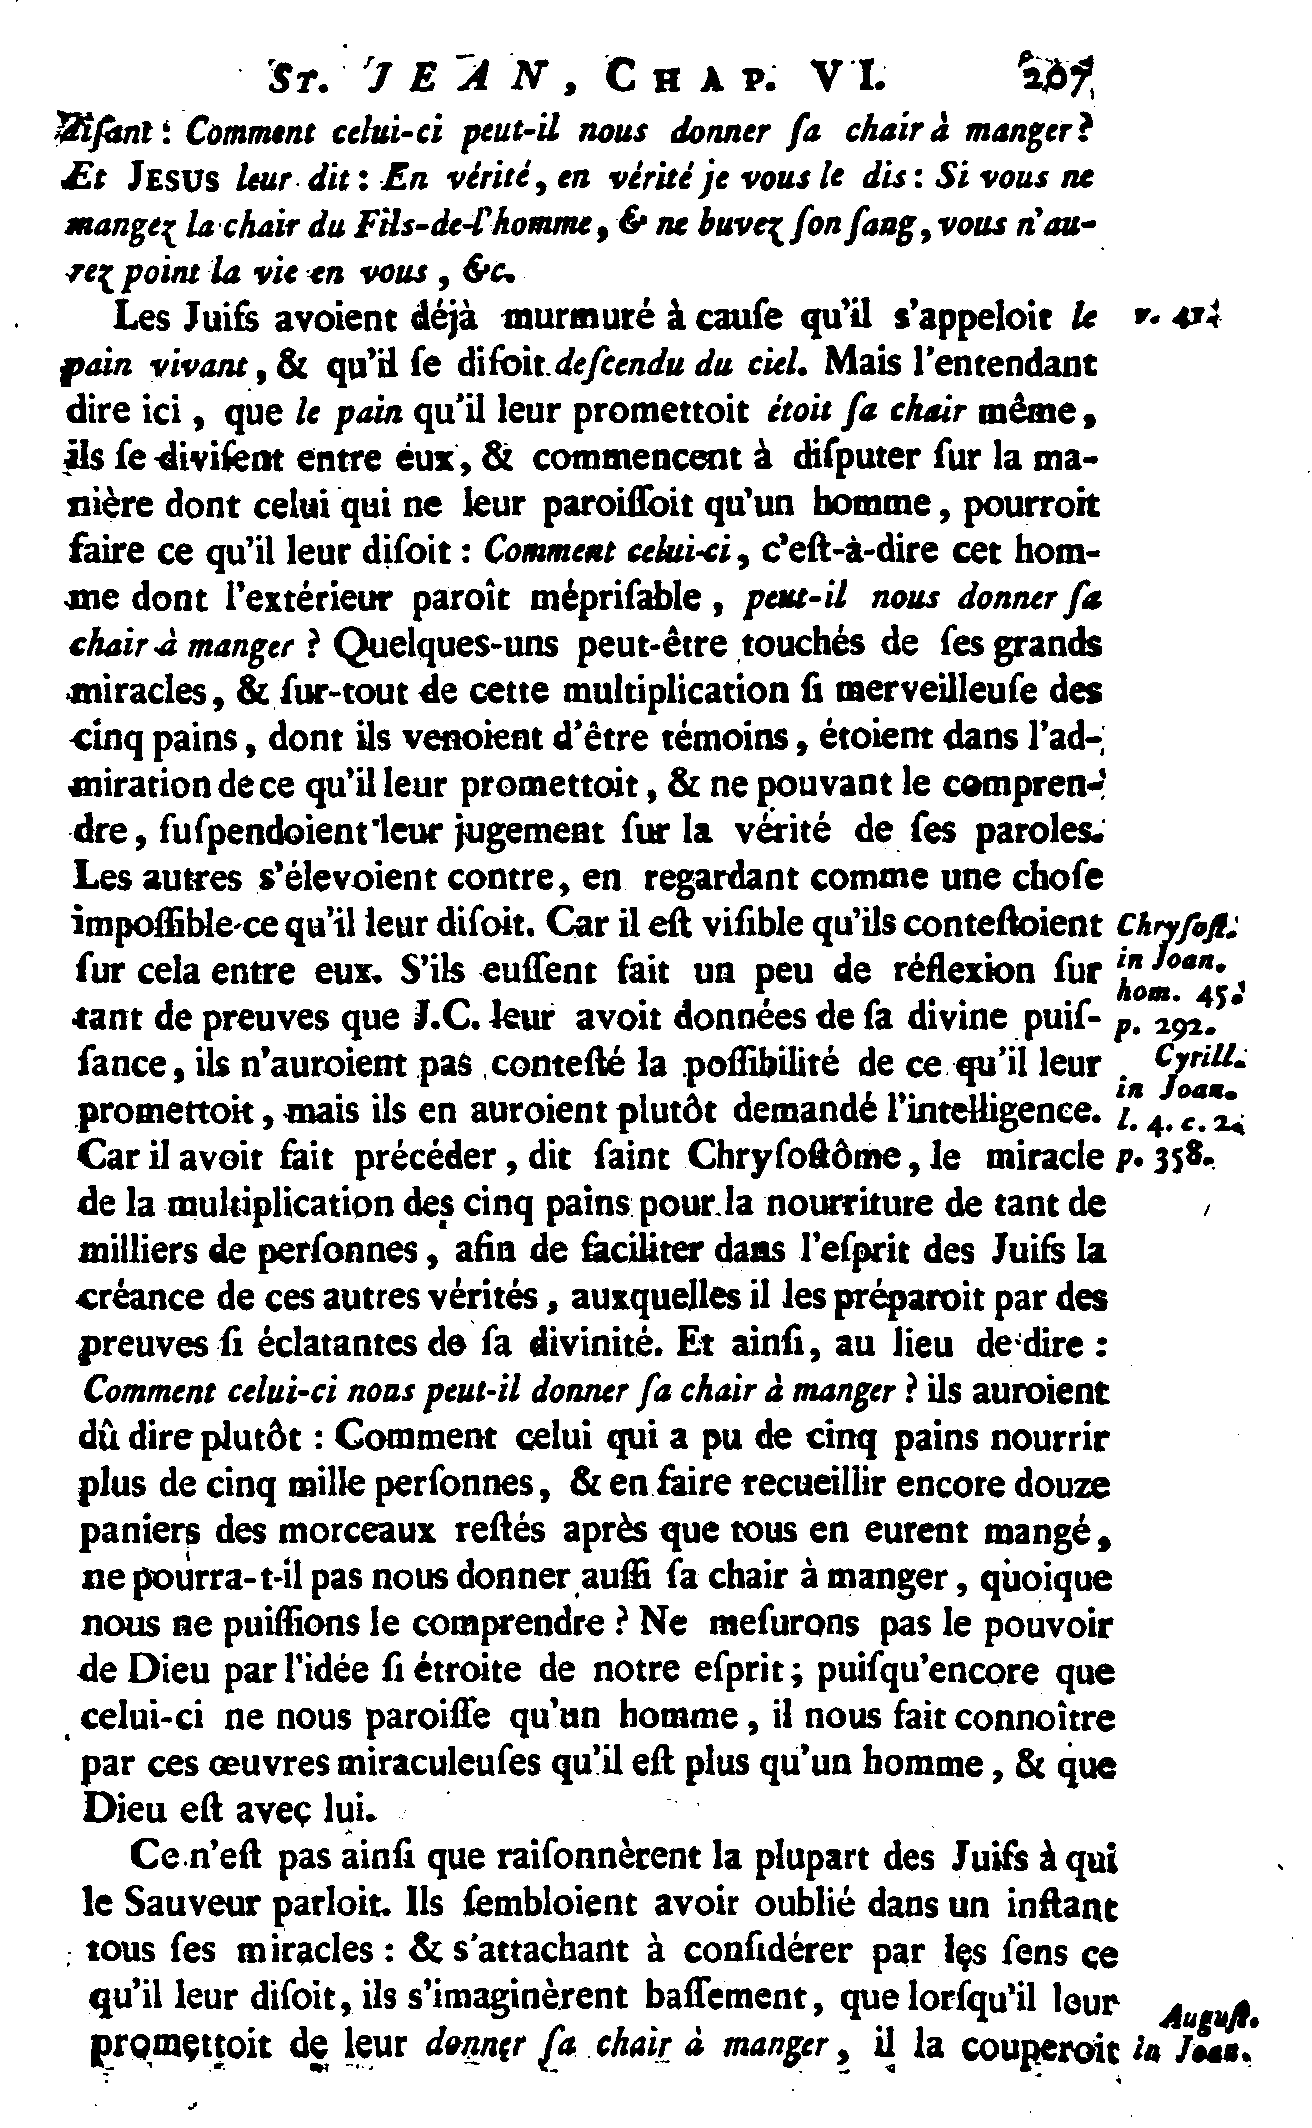 St. JEAN, Chap. VI. 207
disant : Comment celui-ci peut-il nous donner ſa chair à manger ?
Et JESUS leur dit : En vérité, en vérité je vous le dis : Si vous ne
mangez la chair du Fils-de-l'homme, & ne buvez ſon ſang, vous n'au-
rez point la vie en vous, &c.
Les Juifs avoient déjà murmuré à cauſe qu'il s'appeloit le
v. 41.
pain vivant, & qu'il ſe diſoit deſcendu du ciel. Mais l'entendant
dire ici, que le pain qu'il leur promettoit étoit ſa chair même,
ils ſe diviſent entre eux, & commencent à diſputer ſur la ma-
nière dont celui qui ne leur paroiſſoit qu'un homme, pourroit
faire ce qu'il leur diſoit : Comment celui-ci, c'eſt-à-dire cet hom-
me dont l'extérieur paroît mépriſable, peut-il nous donner ſa
chair à manger ? Quelques-uns peut-être touchés de ſes grands
miracles, & ſur-tout de cette multiplication ſi merveilleuſe des
cinq pains, dont ils venoient d'être témoins, étoient dans l'ad-
miration de ce qu'il leur promettoit, & ne pouvant le compren-
dre, ſuſpendoient leur jugement ſur la vérité de ſes paroles.
Les autres s'élevoient contre, en regardant comme une choſe
impoſſible ce qu'il leur diſoit. Car il eſt viſible qu'ils conteſtoient
ſur cela entre eux. S'ils euſſent fait un peu de réflexion ſur
tant de preuves que J.C. leur avoit données de ſa divine puiſ-
ſance, ils n'auroient pas conteſté la poſſibilité de ce qu'il leur
promettoit, mais ils en auroient plutôt demandé l'intelligence.
Car il avoit fait précéder, dit ſaint Chryſoſtôme, le miracle
Chryſoſt.
in Joan.
hom. 45.
p. 292.
Cyrill.
in Joan.
l. 4. c. 2.
p. 358.
de la multiplication des cinq pains pour la nourriture de tant de
milliers de perſonnes, afin de faciliter dans l'eſprit des Juifs la
créance de ces autres vérités, auxquelles il les préparoit par des
preuves ſi éclatantes de ſa divinité. Et ainſi, au lieu de dire :
Comment celui-ci nous peut-il donner ſa chair à manger ? ils auroient
dû dire plutôt : Comment celui qui a pu de cinq pains nourrir
plus de cinq mille perſonnes, & en faire recueillir encore douze
paniers des morceaux reſtés après que tous en eurent mangé,
ne pourra-t-il pas nous donner auſſi ſa chair à manger, quoique
nous ne puiſſions le comprendre ? Ne meſurons pas le pouvoir
de Dieu par l'idée ſi étroite de notre eſprit ; puiſqu'encore que
celui-ci ne nous paroiſſe qu'un homme, il nous fait connoître
par ces œuvres miraculeuſes qu'il eſt plus qu'un homme, & que
Dieu eſt avec lui.
Ce n'eſt pas ainſi que raiſonnèrent la plupart des Juifs à qui
le Sauveur parloit. Ils ſembloient avoir oublié dans un inſtant
tous ſes miracles : & s'attachant à conſidérer par les ſens ce
qu'il leur diſoit, ils s'imaginèrent baſſement, que lorſqu'il leur
promettoit de leur donner ſa chair à manger, il la couperoit
Auguſt.
in Joan.